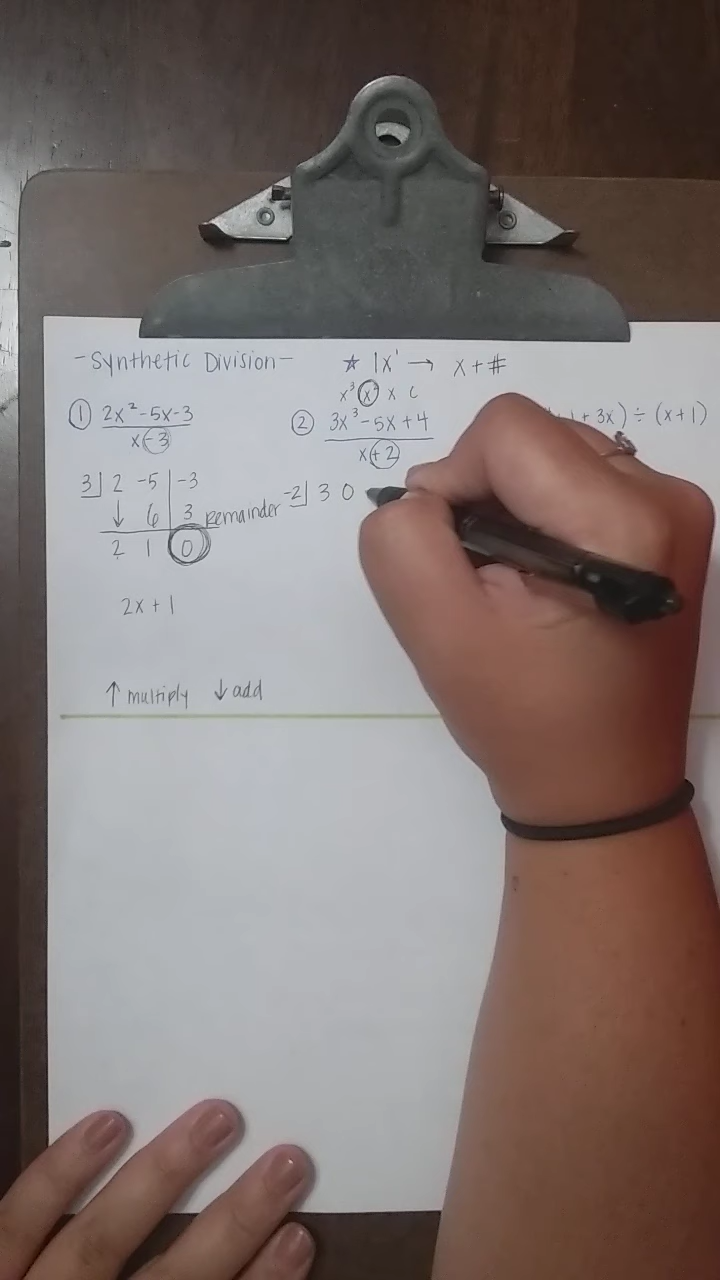 -Synthetic Division-
★ 1x¹ → x + #
① 2x² -5x -3
x -3
3 2 -5 -3
↓ 6 3 Remainder
2 1 0
2x + 1
↑ multiply ↓ add
x³ x² x c
② 3x³ -5x + 4
x + 2
-2 3 0
+ 3x) ÷ (x+1)